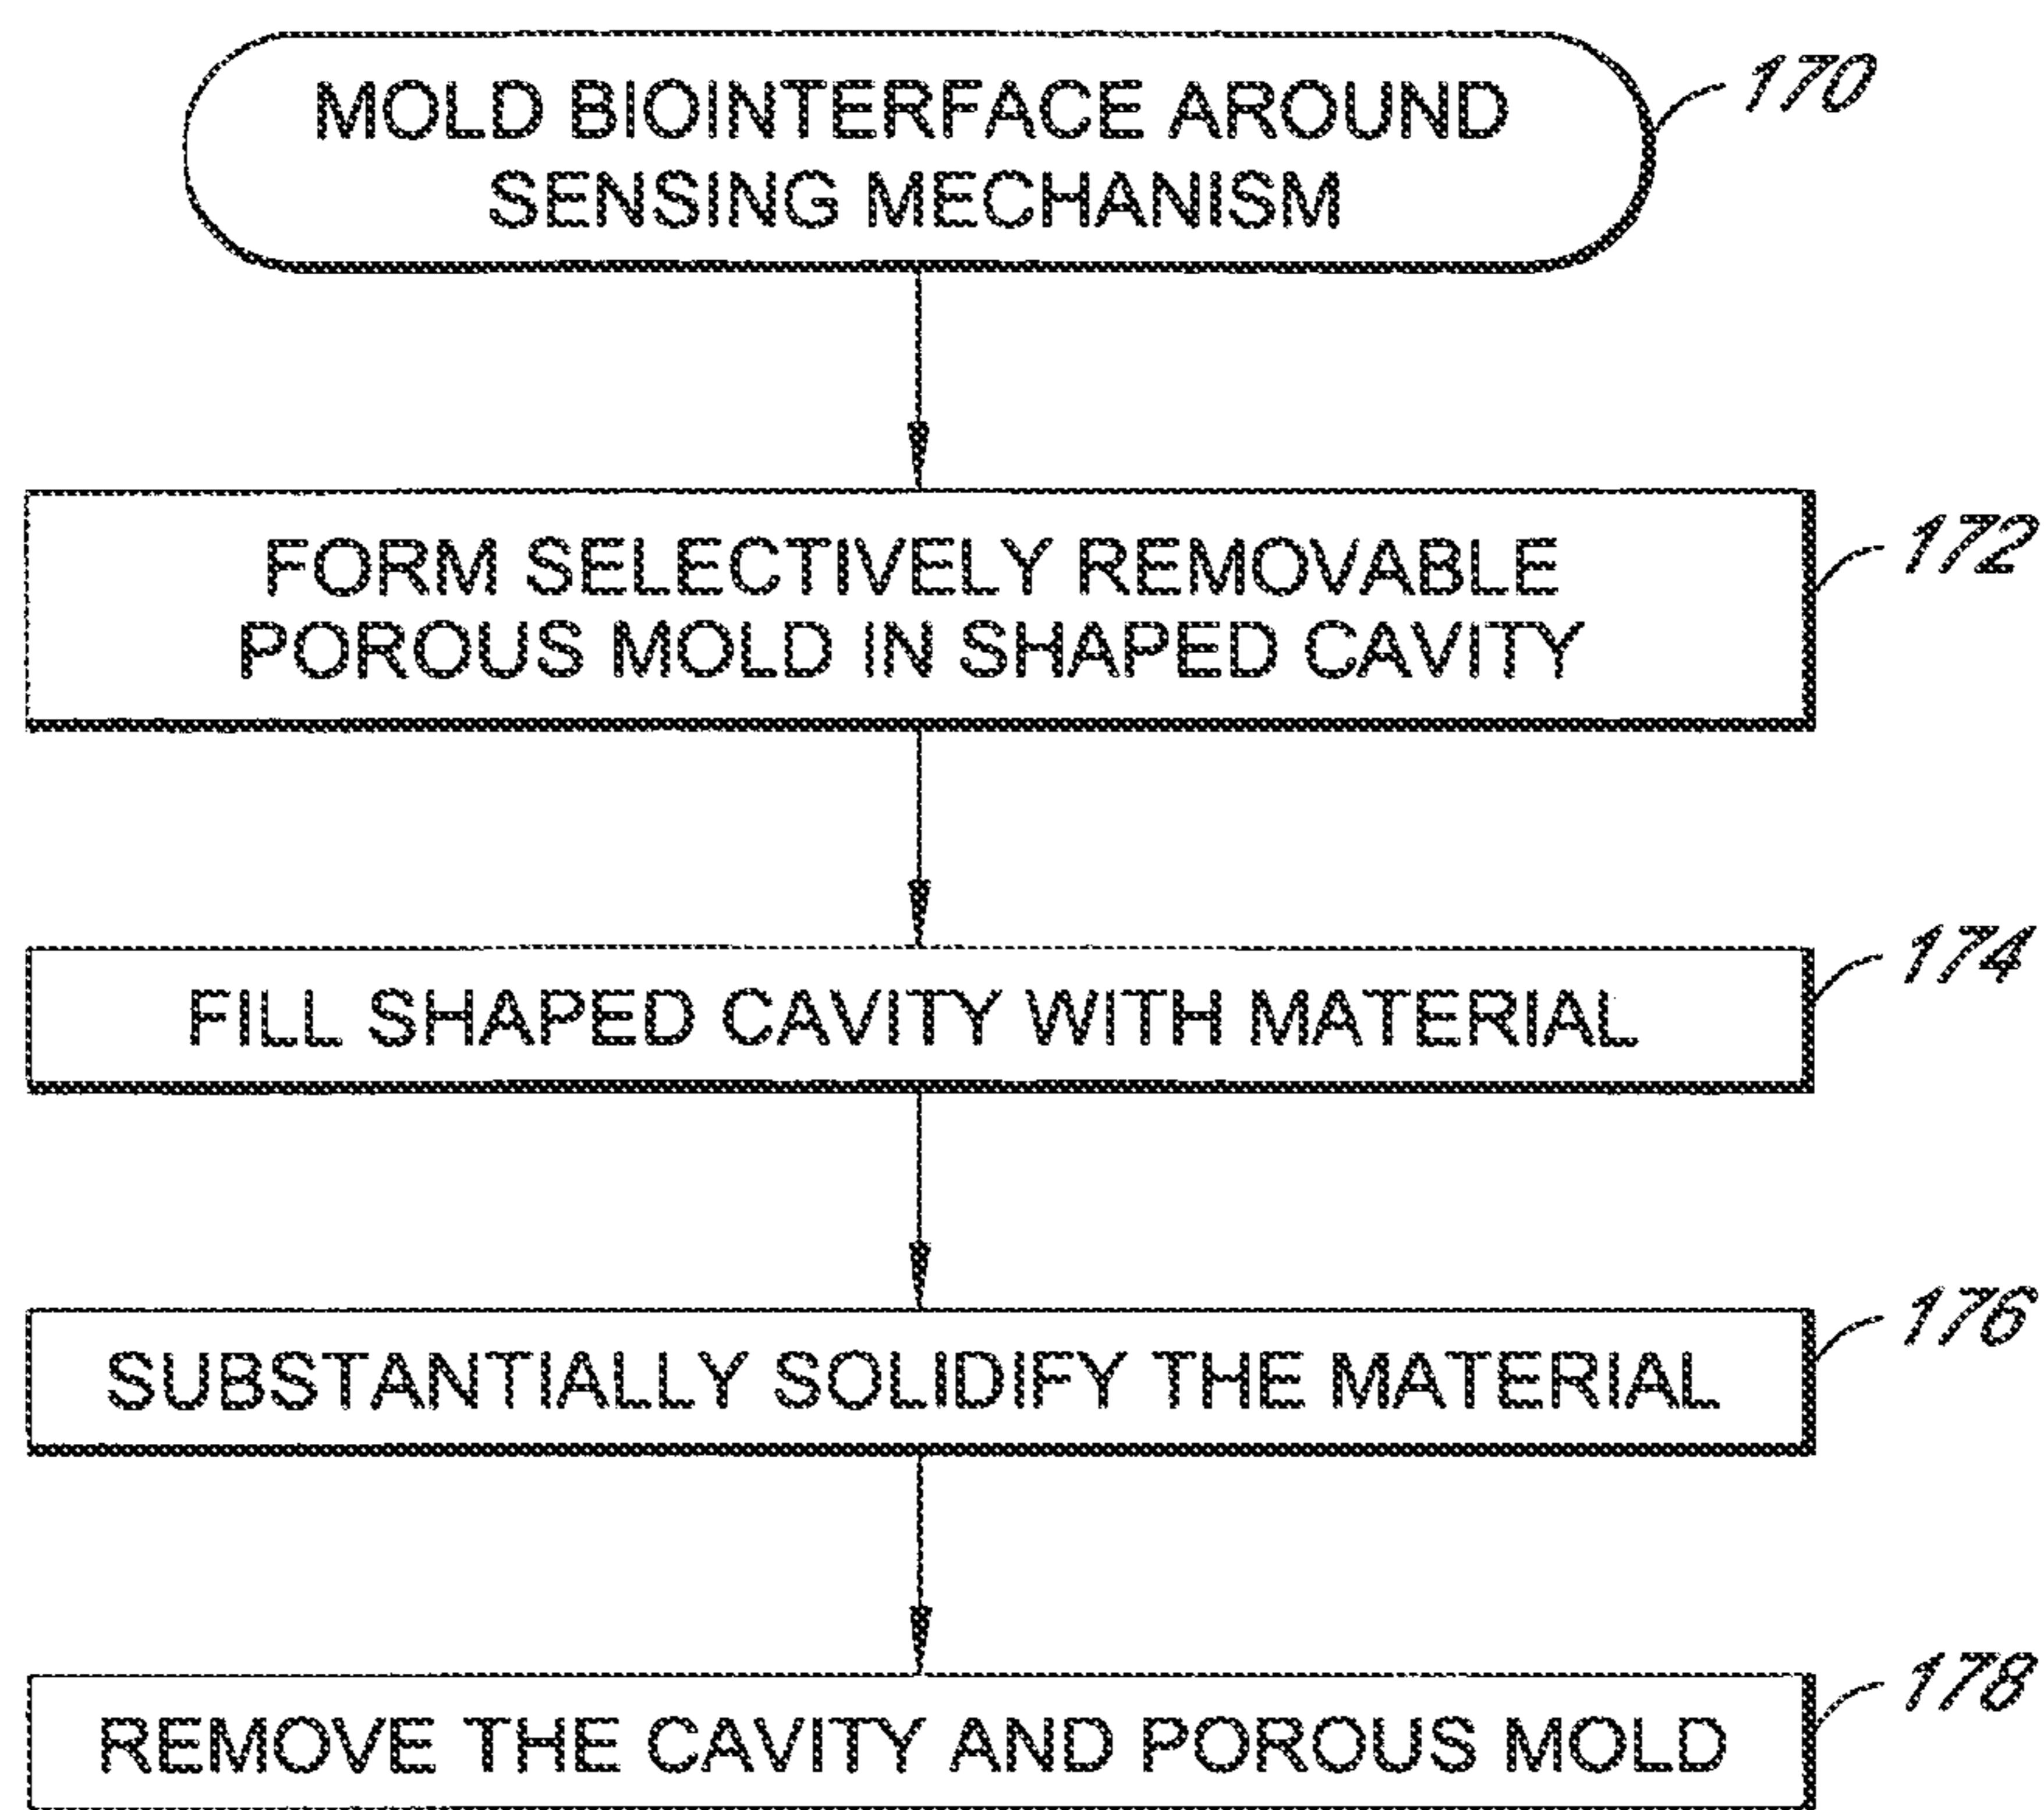 MOLD BIOINTERFACE AROUND
SENSING MECHANISM
170
FORM SELECTIVELY REMOVABLE
POROUS MOLD IN SHAPED CAVITY
172
FILL SHAPED CAVITY WITH MATERIAL
174
SUBSTANTIALLY SOLIDIFY THE MATERIAL
176
REMOVE THE CAVITY AND POROUS MOLD
178